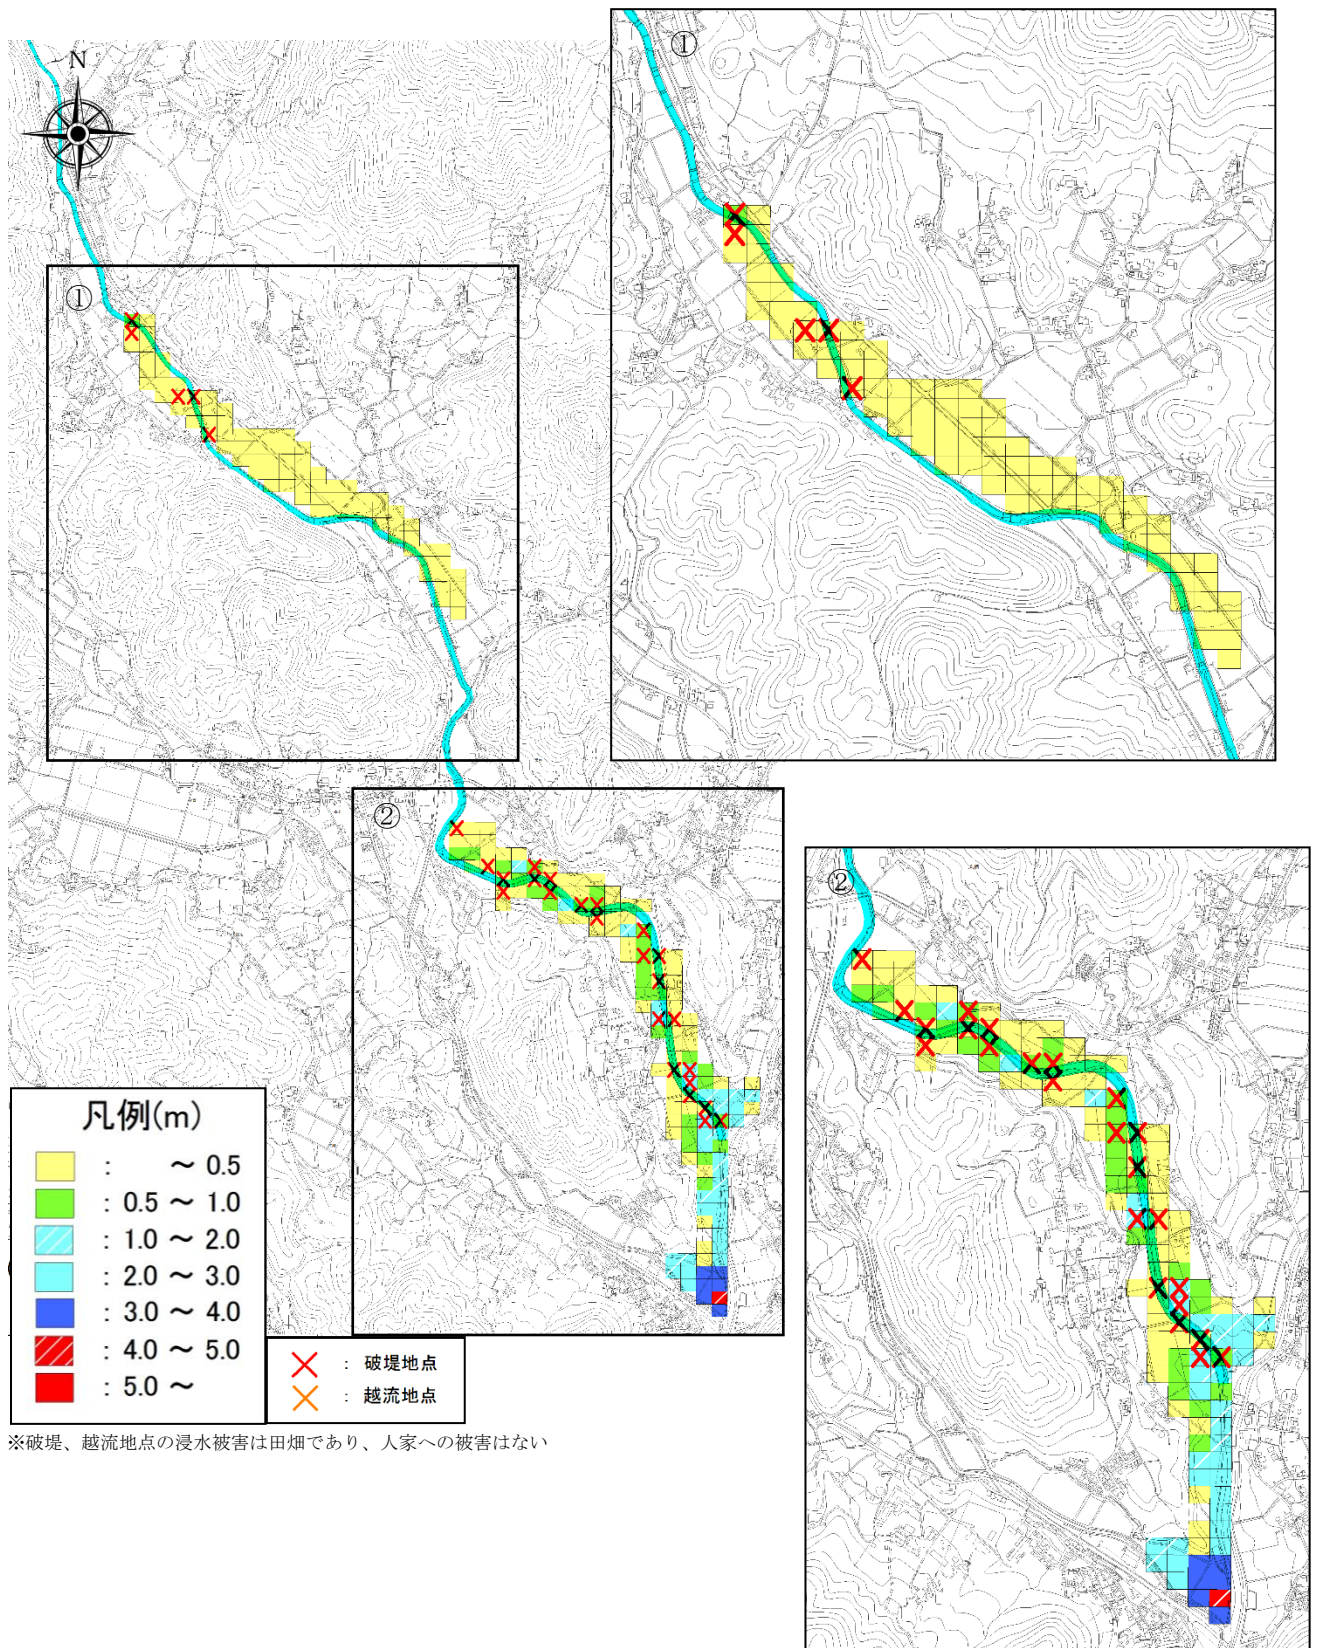 N
①
①
②
②
凡例(m)
: ～ 0.5
: 0.5 ～ 1.0
: 1.0 ～ 2.0
: 2.0 ～ 3.0
: 3.0 ～ 4.0
: 4.0 ～ 5.0
: 5.0 ～
: 破堤地点
: 越流地点
※破堤、越流地点の浸水被害は田畑であり、人家への被害はない